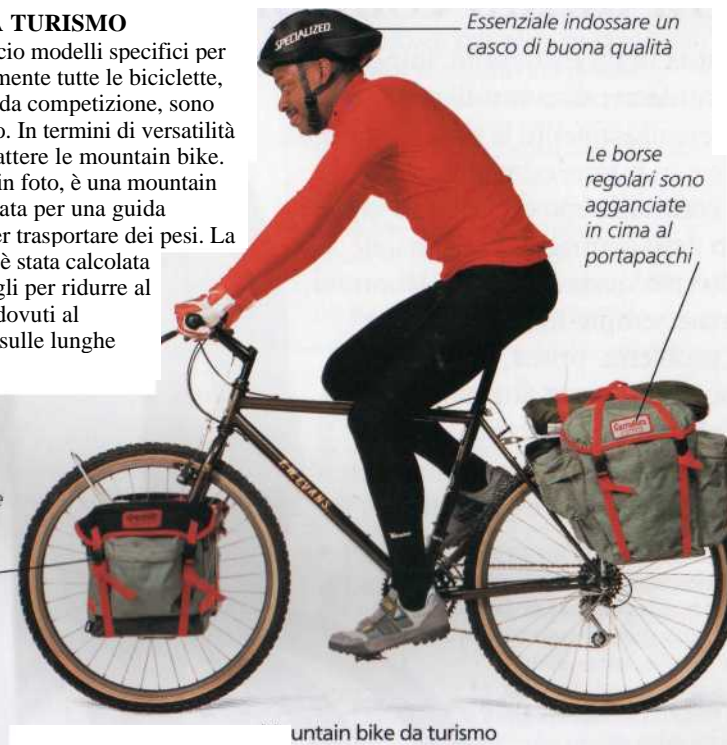 A TURISMO
cio modelli specifici per
mente tutte le biciclette,
da competizione, sono
o. In termini di versatilità
attere le mountain bike.
in foto, è una mountain
ata per una guida
er trasportare dei pesi. La
è stata calcolata
gli per ridurre al
dovuti al
sulle lunghe
e
SPECIALIZED
Essenziale indossare un
casco di buona qualità
Le borse
regolari sono
agganciate
in cima al
portapacchi
F.W. EVANS
untain bike da turismo